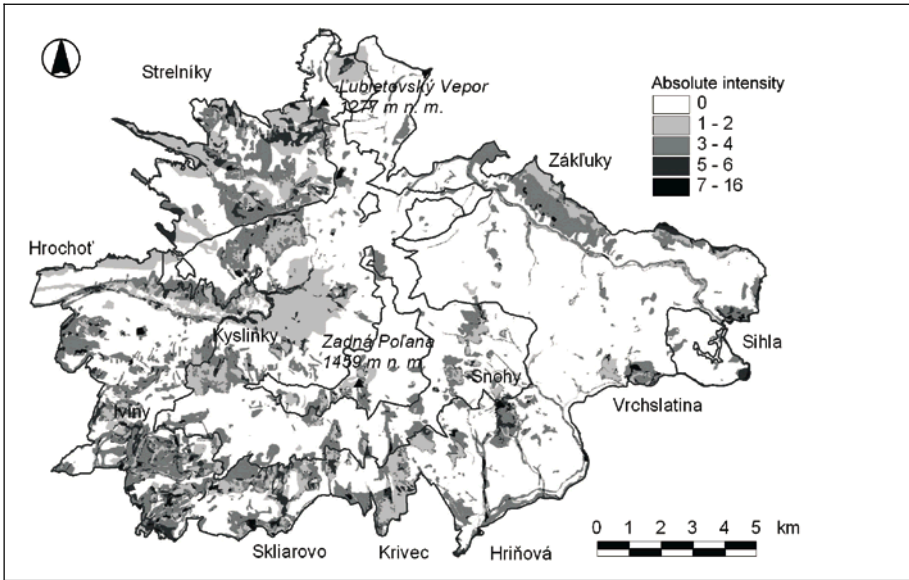 Strelníky
Ľubietovský Vepor
1277 m n. m.
Absolute intensity
0
1 - 2
3 - 4
5 - 6
7 - 16
Zákľuky
Hrochoť
Kyslinky
Zadná Poľana
1459 m n. m.
Snohy
Sihla
Vrchslatina
Iviny
Skliarovo
Krivec
Hriňová
0 1 2 3 4 5 km